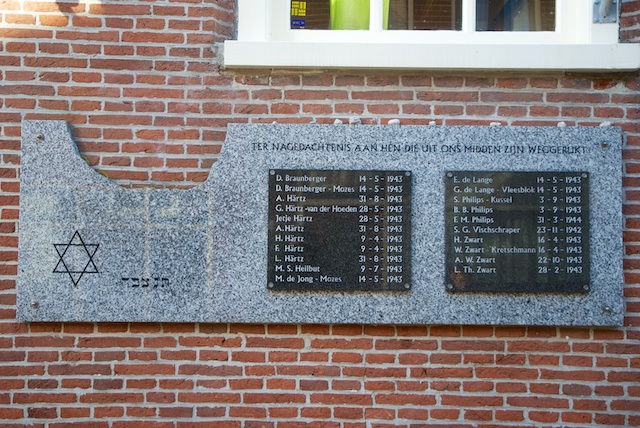 TER NAGEDACHTENIS AAN HEN DIE UIT ONS MIDDEN ZIJN WEGGERUKT
D. Braunberger 14 - 5 - 1943
D. Braunberger - Mozes 14 - 5 - 1943
A. Härtz 31 - 8 - 1943
G. Härtz - van der Hoeden 28 - 5 - 1943
Jetje Härtz 28 - 5 - 1943
A. Härtz 31 - 8 - 1943
H. Härtz 9 - 4 - 1943
E. Härtz 9 - 4 - 1943
L. Härtz 31 - 8 - 1943
M. S. Heilbut 9 - 7 - 1943
M. de Jong - Mozes 14 - 5 - 1943
E. de Lange 14 - 5 - 1943
G. de Lange - Vleesblok 14 - 5 - 1943
S. Philips - Kussel 3 - 9 - 1943
B. B. Philips 3 - 9 - 1943
E. M. Philips 31 - 3 - 1944
S. G. Vischschraper 23 - 11 - 1942
H. Zwart 16 - 4 - 1943
W. Zwart - Kretschmann 16 - 4 - 1943
A. W. Zwart 22 - 10 - 1943
L. Th. Zwart 28 - 2 - 1943
תנצבה